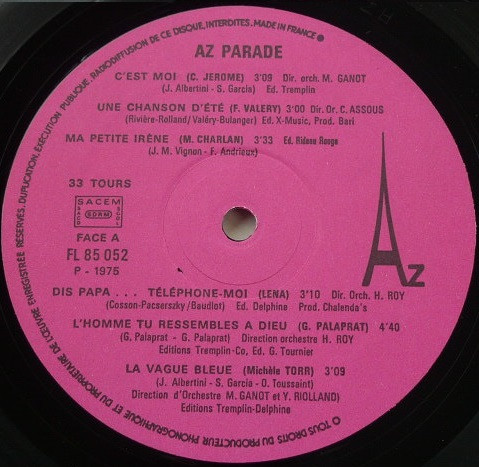 O TOUS DROITS DU PRODUCTEUR PHONOGRAPHIQUE ET DU PROPRIETAIRE DE L'ŒUVRE ENREGISTREE RESERVES. DUPLICATION, EXECUTION PUBLIQUE, RADIODIFFUSION DE CE DISQUE, INTERDITES. MADE IN FRANCE
AZ PARADE
C'EST MOI (C. JEROME) 3'09 Dir. orch. M. GANOT
(J. Albertini - S. Garcia) Ed. Tremplin
UNE CHANSON D'ÉTÉ (F. VALERY) 3'00 Dir. Or. C. ASSOUS
(Rivière-Rolland/Valéry-Bulanger) Ed. X-Music, Prod. Bari
MA PETITE IRÈNE (M. CHARLAN) 3'33 Ed. Rideau Rouge
(J. M. Vignon - F. Andrieux)
33 TOURS
SACEM
SACD SDRM SGDL
FACE A
FL 85 052
P - 1975
AZ
DIS PAPA... TÉLÉPHONE-MOI (LENA) 3'10 Dir. Orch. H. ROY
(Cosson-Pacserszky/Baudlot) Ed. Delphine Prod. Chalenda's
L'HOMME TU RESSEMBLES A DIEU (G. PALAPRAT) 4'40
(G. Palaprat - G. Palaprat) Direction orchestre H. ROY
Editions Tremplin-Co, Ed. G. Tournier
LA VAGUE BLEUE (Michèle TORR) 3'09
(J. Albertini - S. Garcia - O. Toussaint)
Direction d'Orchestre M. GANOT et Y. RIOLLAND)
Editions Tremplin-Delphine